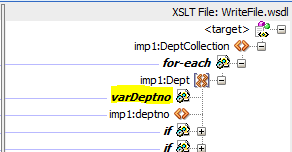 XSLT File: WriteFile.wsdl
<target>
imp1:DeptCollection
for-each
imp1:Dept
varDeptno
imp1:deptno
if
if